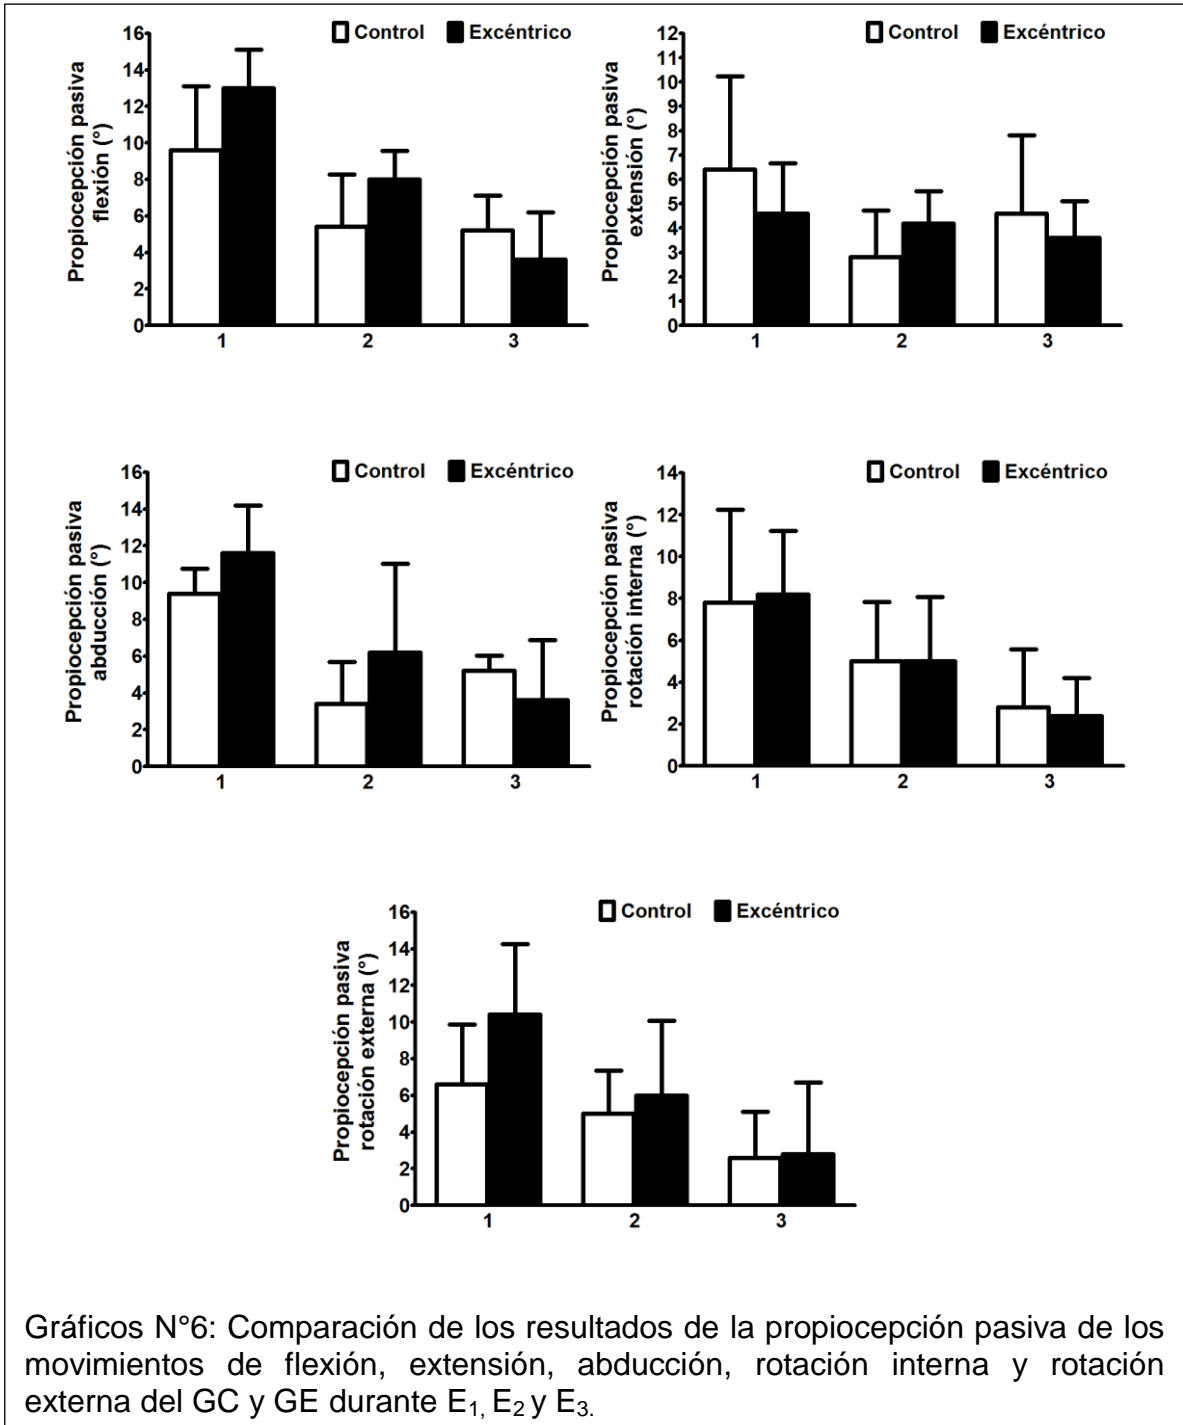 Control Excéntrico
Propiocepción pasiva
flexión (°)
16
14
12
10
8
6
4
2
0
1 2 3
Control Excéntrico
Propiocepción pasiva
extensión (°)
12
11
10
9
8
7
6
5
4
3
2
1
0
1 2 3
Control Excéntrico
Propiocepción pasiva
abducción (°)
16
14
12
10
8
6
4
2
0
1 2 3
Control Excéntrico
Propiocepción pasiva
rotación interna (°)
14
12
10
8
6
4
2
0
1 2 3
Control Excéntrico
Propiocepción pasiva
rotación externa (°)
16
14
12
10
8
6
4
2
0
1 2 3
Gráficos N°6: Comparación de los resultados de la propiocepción pasiva de los
movimientos de flexión, extensión, abducción, rotación interna y rotación
externa del GC y GE durante E1, E2 y E3.